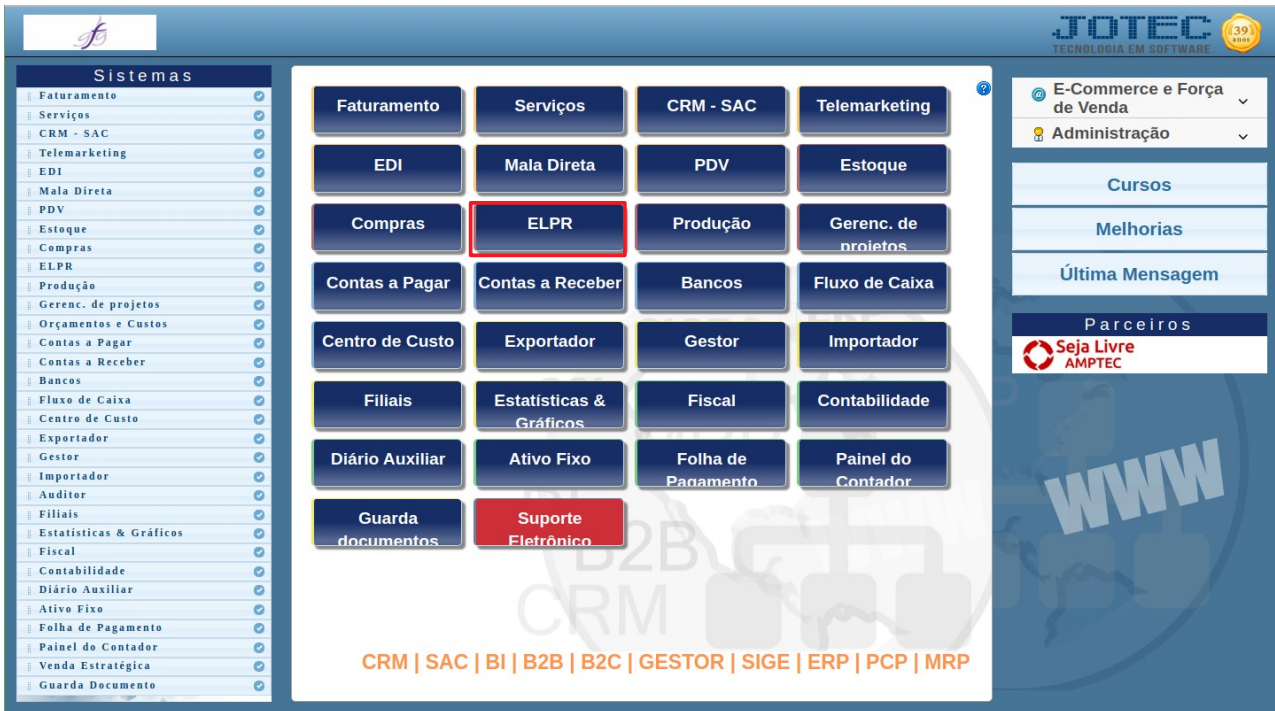 JOTEC
TECNOLOGIA EM SOFTWARE
39
anos
Sistemas
Faturamento
Serviços
CRM - SAC
Telemarketing
EDI
Mala Direta
PDV
Estoque
Compras
ELPR
Produção
Gerenc. de projetos
Orçamentos e Custos
Contas a Pagar
Contas a Receber
Bancos
Fluxo de Caixa
Centro de Custo
Exportador
Gestor
Importador
Auditor
Filiais
Estatísticas & Gráficos
Fiscal
Contabilidade
Diário Auxiliar
Ativo Fixo
Folha de Pagamento
Painel do Contador
Venda Estratégica
Guarda Documento
Faturamento
Serviços
CRM - SAC
Telemarketing
EDI
Mala Direta
PDV
Estoque
Compras
ELPR
Produção
Gerenc. de
projetos
Contas a Pagar
Contas a Receber
Bancos
Fluxo de Caixa
Centro de Custo
Exportador
Gestor
Importador
Filiais
Estatísticas &
Gráficos
Fiscal
Contabilidade
Diário Auxiliar
Ativo Fixo
Folha de
Pagamento
Painel do
Contador
Guarda
documentos
Suporte
Eletrônico
B2B
CRM
WWW
CRM | SAC | BI | B2B | B2C | GESTOR | SIGE | ERP | PCP | MRP
E-Commerce e Força
de Venda
Administração
Cursos
Melhorias
Última Mensagem
Parceiros
Seja Livre
AMPTEC